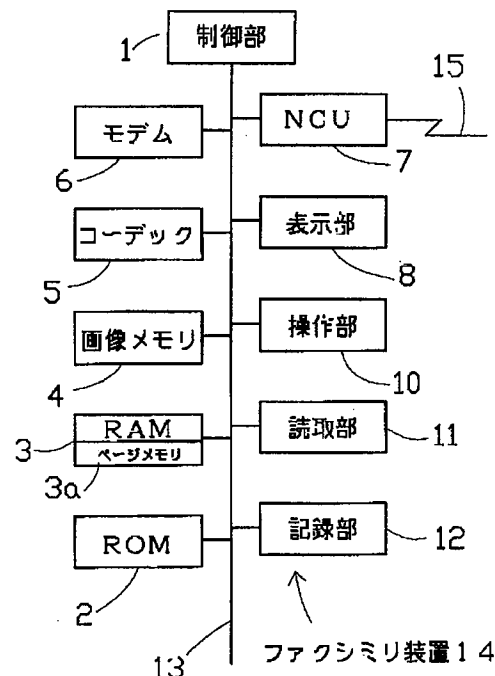 制御部
1
15
モデム
NCU
6
7
コーデック
表示部
5
8
画像メモリ
操作部
4
10
RAM
読取部
3
ページメモリ
11
3a
ROM
記録部
12
2
13
ファクシミリ装置14